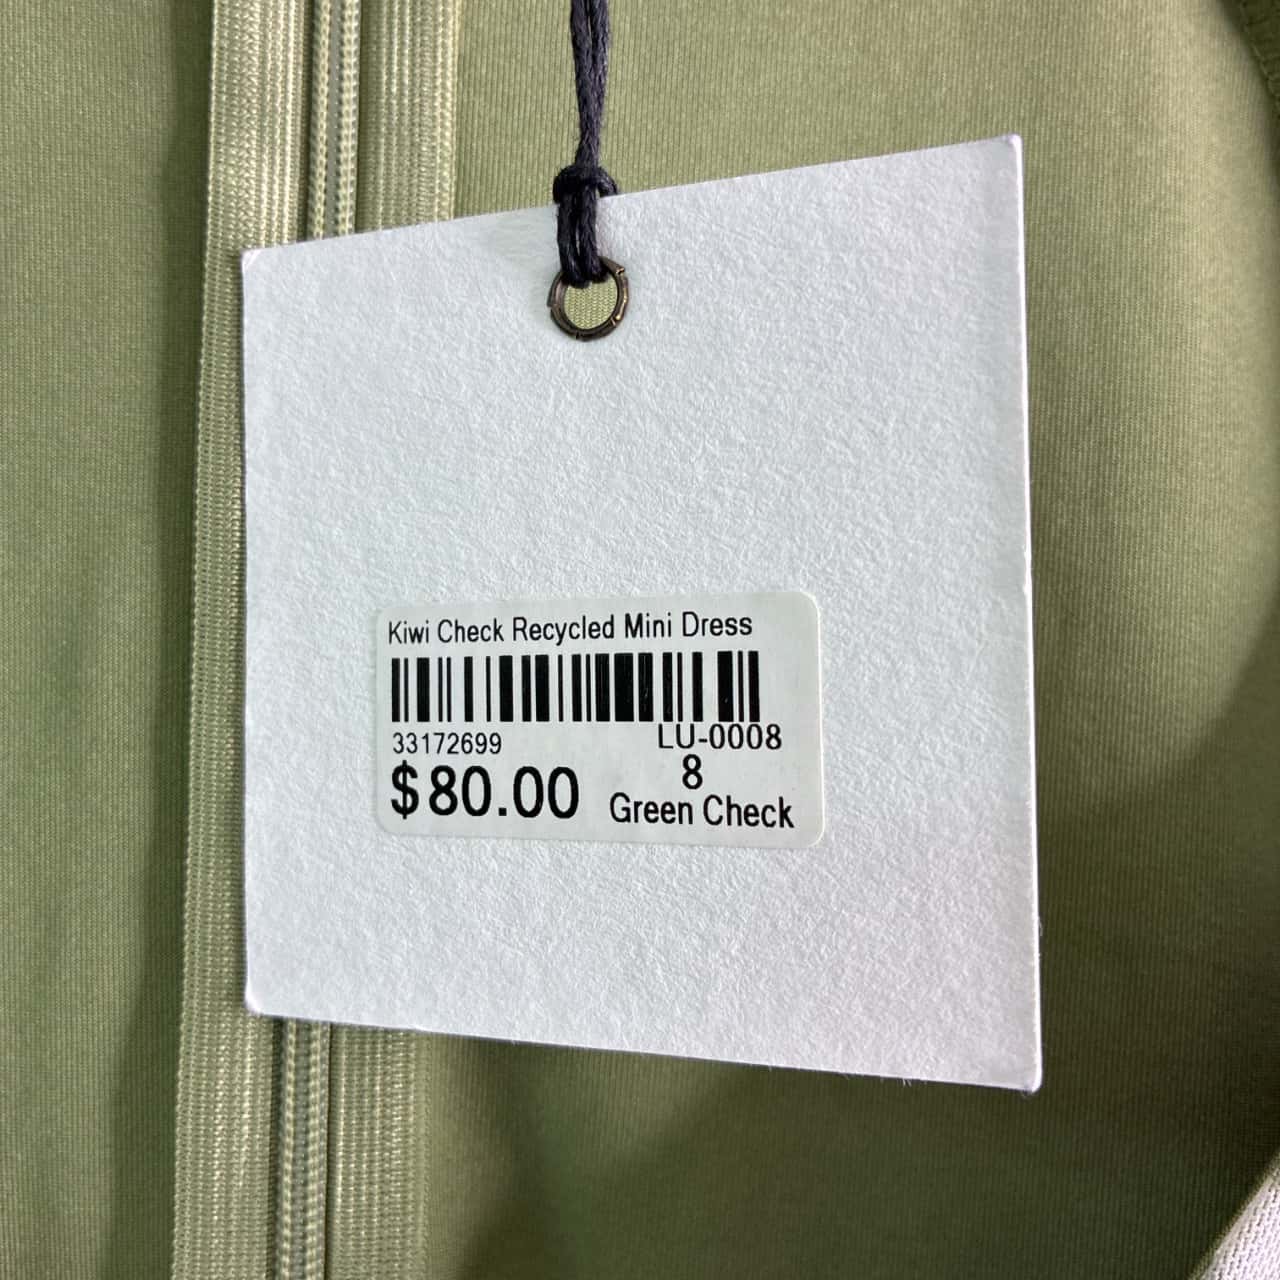 Kiwi Check Recycled Mini Dress
33172699 LU-0008
8
$80.00 Green Check